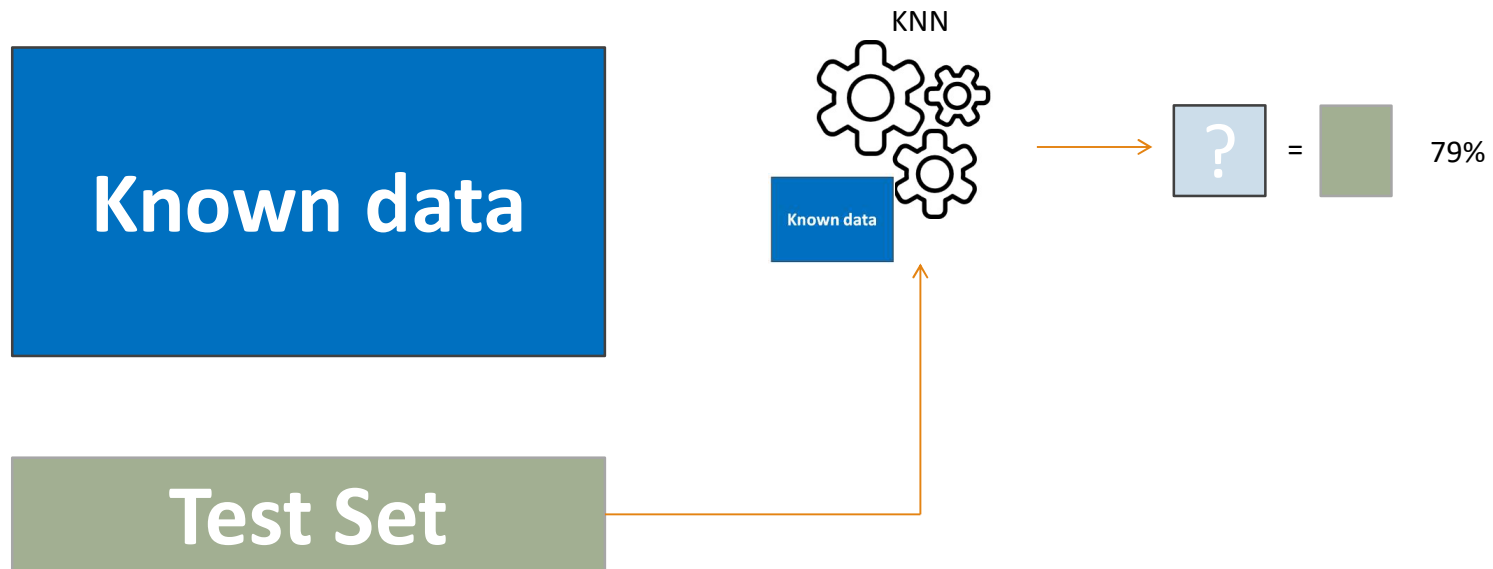 KNN
Known data
Known data
? = 79%
Test Set